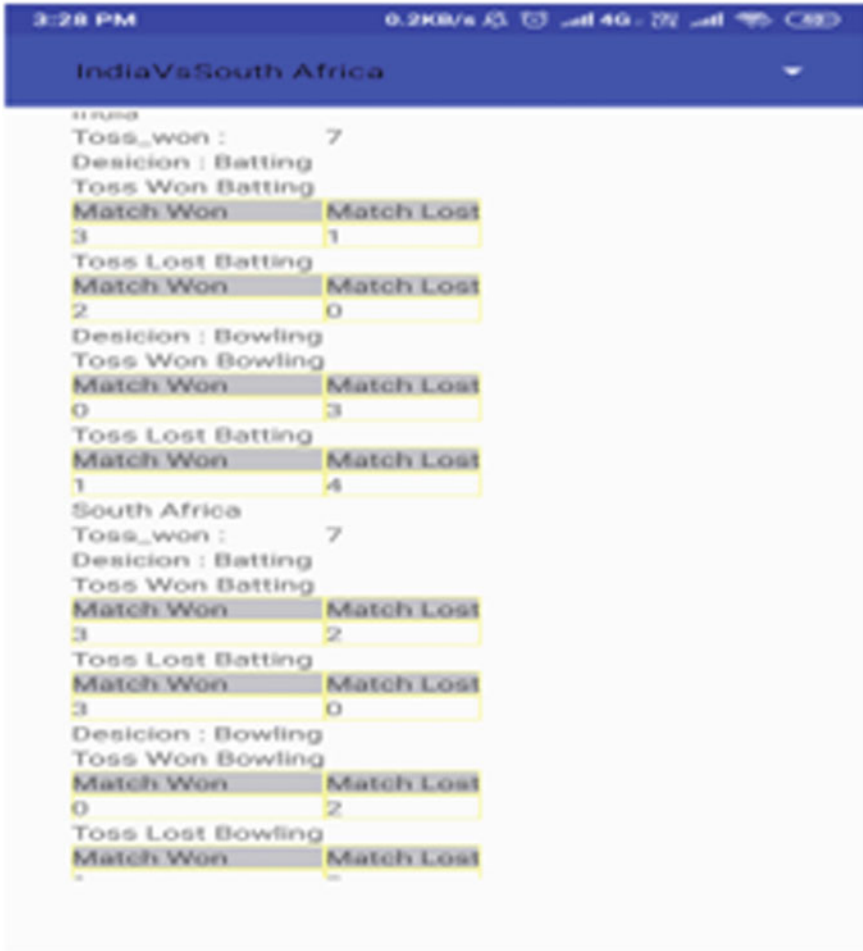 3:28 PM 0.2KB/s 4G
IndiaVsSouth Africa
India
Toss_won : 7
Desicion : Batting
Toss Won Batting
Match Won Match Lost
3 1
Toss Lost Batting
Match Won Match Lost
2 0
Desicion : Bowling
Toss Won Bowling
Match Won Match Lost
0 3
Toss Lost Batting
Match Won Match Lost
1 4
South Africa
Toss_won : 7
Desicion : Batting
Toss Won Batting
Match Won Match Lost
3 2
Toss Lost Batting
Match Won Match Lost
3 0
Desicion : Bowling
Toss Won Bowling
Match Won Match Lost
0 2
Toss Lost Bowling
Match Won Match Lost